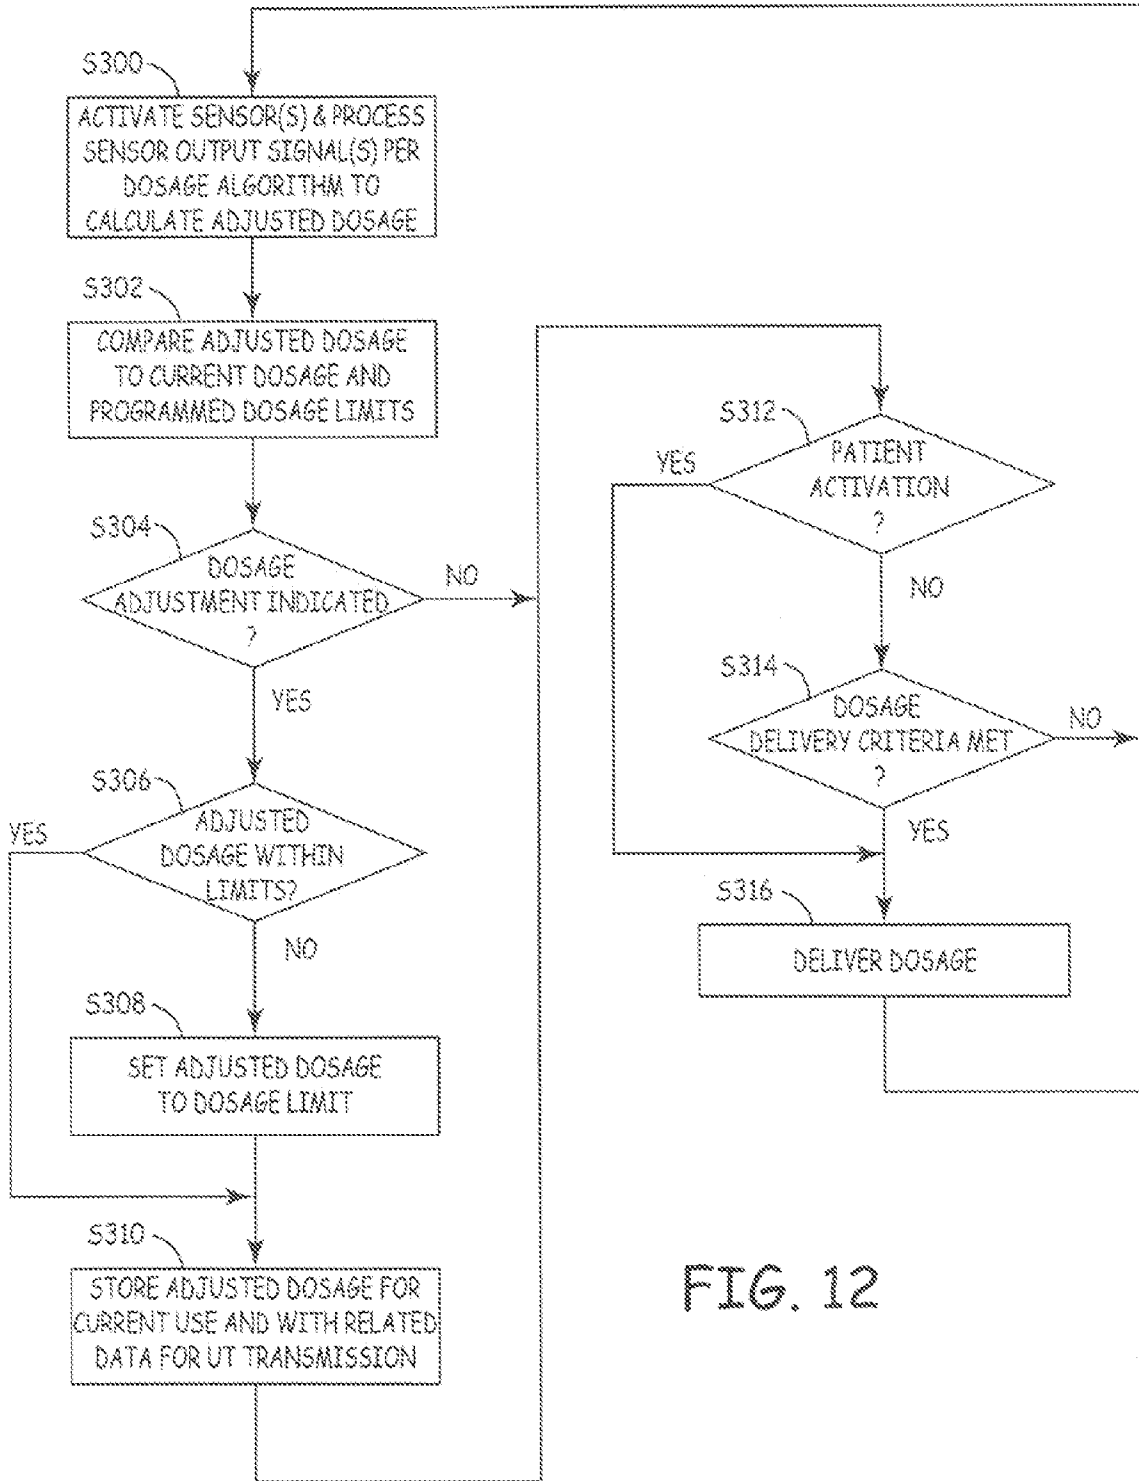 S300
ACTIVATE SENSOR(S) & PROCESS
SENSOR OUTPUT SIGNAL(S) PER
DOSAGE ALGORITHM TO
CALCULATE ADJUSTED DOSAGE
S302
COMPARE ADJUSTED DOSAGE
TO CURRENT DOSAGE AND
PROGRAMMED DOSAGE LIMITS
S304
DOSAGE
ADJUSTMENT INDICATED
?
NO
YES
S306
YES
ADJUSTED
DOSAGE WITHIN
LIMITS?
NO
S308
SET ADJUSTED DOSAGE
TO DOSAGE LIMIT
S310
STORE ADJUSTED DOSAGE FOR
CURRENT USE AND WITH RELATED
DATA FOR UT TRANSMISSION
S312
YES
PATIENT
ACTIVATION
?
NO
S314
DOSAGE
DELIVERY CRITERIA MET
?
NO
YES
S316
DELIVER DOSAGE
FIG. 12